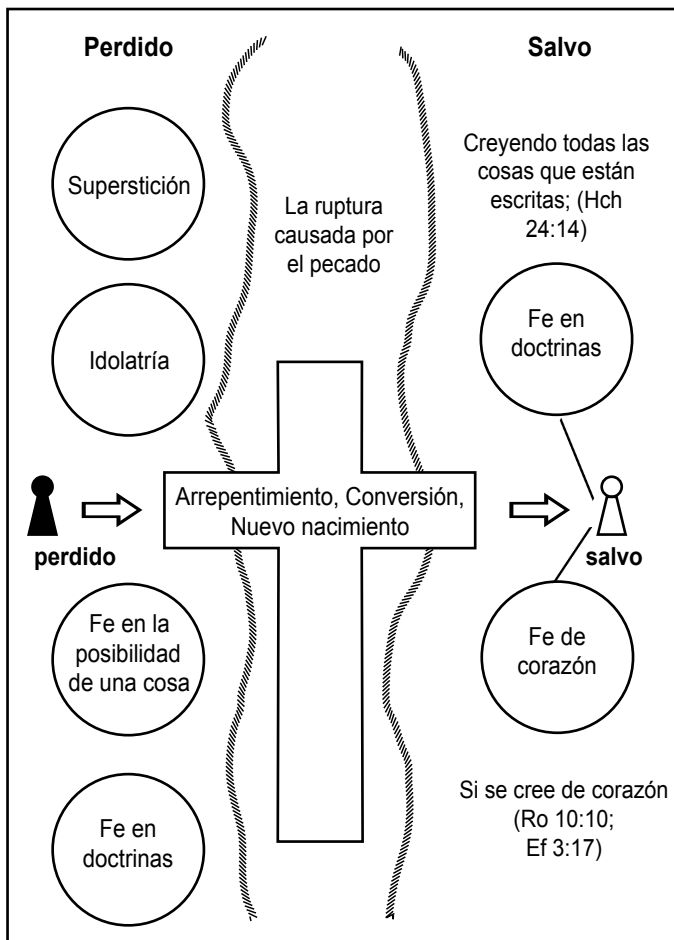 Perdido
Superstición
Idolatría
perdido
Fe en la
posibilidad
de una cosa
Fe en
doctrinas
La ruptura
causada por
el pecado
Arrepentimiento, Conversión,
Nuevo nacimiento
Salvo
Creyendo todas las
cosas que están
escritas; (Hch
24:14)
Fe en
doctrinas
salvo
Fe de
corazón
Si se cree de corazón
(Ro 10:10;
Ef 3:17)